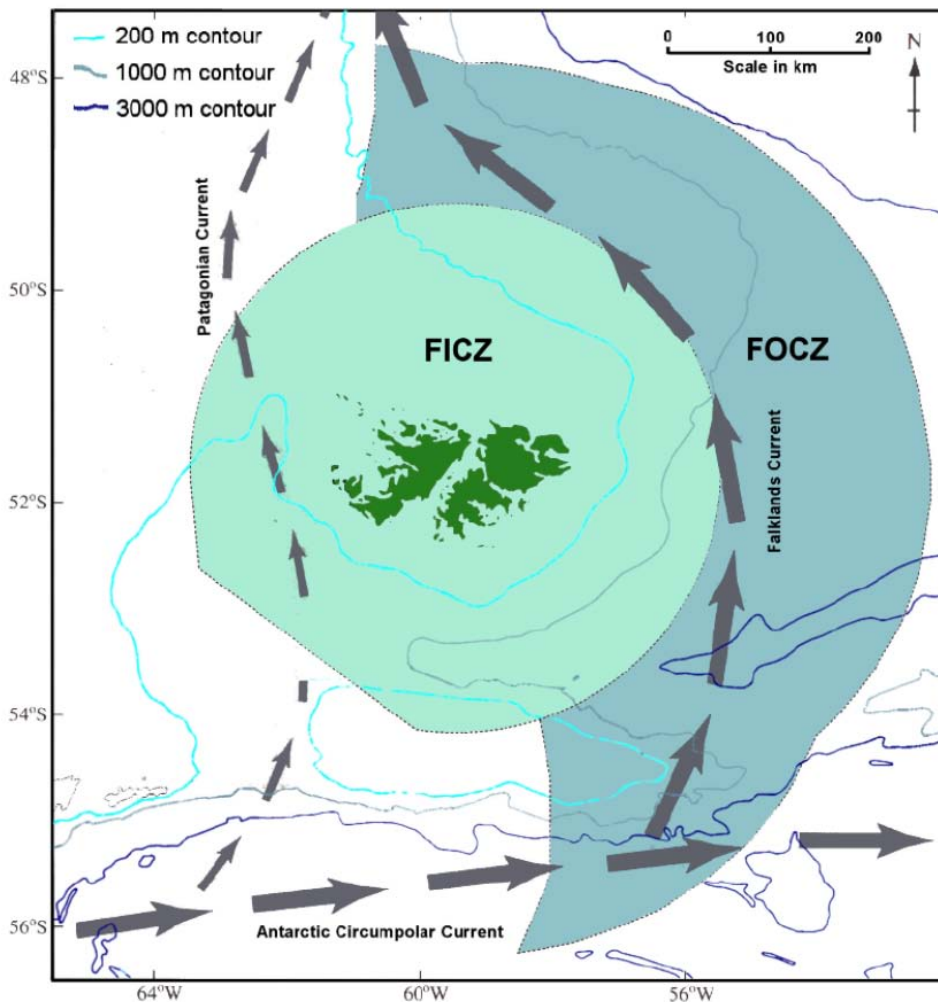 200 m contour
1000 m contour
3000 m contour
0 100 200
Scale in km
N
48°S
50°S
52°S
54°S
56°S
Patagonian Current
FICZ
FOCZ
Falklands Current
Antarctic Circumpolar Current
64°W
60°W
56°W